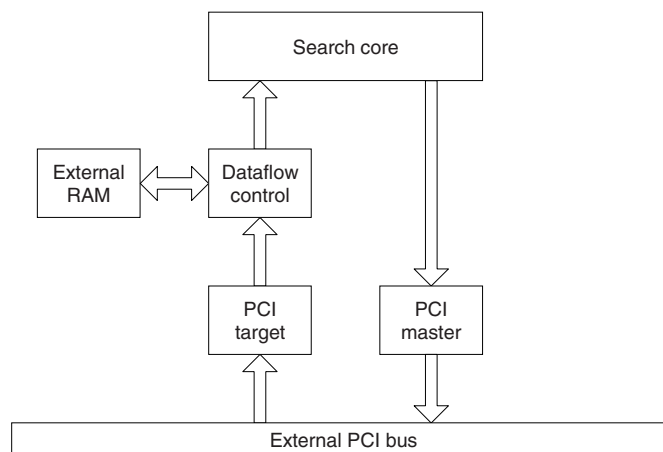 Search core
External
RAM
Dataflow
control
PCI
target
PCI
master
External PCI bus